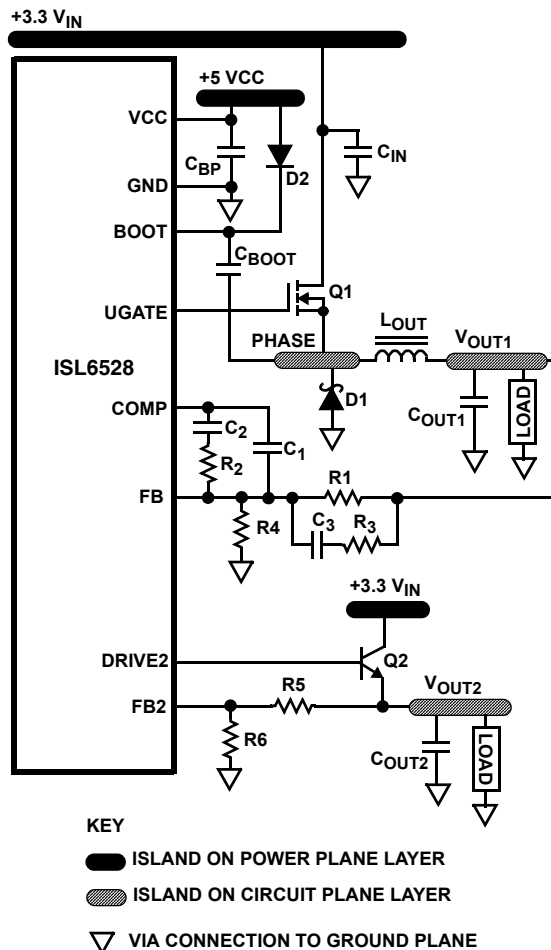 +3.3 VIN
+5 VCC
VCC
CBP
D2
CIN
GND
BOOT
CBOOT
Q1
UGATE
PHASE
LOUT
VOUT1
ISL6528
D1
COUT1
LOAD
COMP
C2
C1
R2
R1
FB
R4
C3
R3
+3.3 VIN
DRIVE2
Q2
R5
VOUT2
FB2
R6
COUT2
LOAD
KEY
ISLAND ON POWER PLANE LAYER
ISLAND ON CIRCUIT PLANE LAYER
VIA CONNECTION TO GROUND PLANE